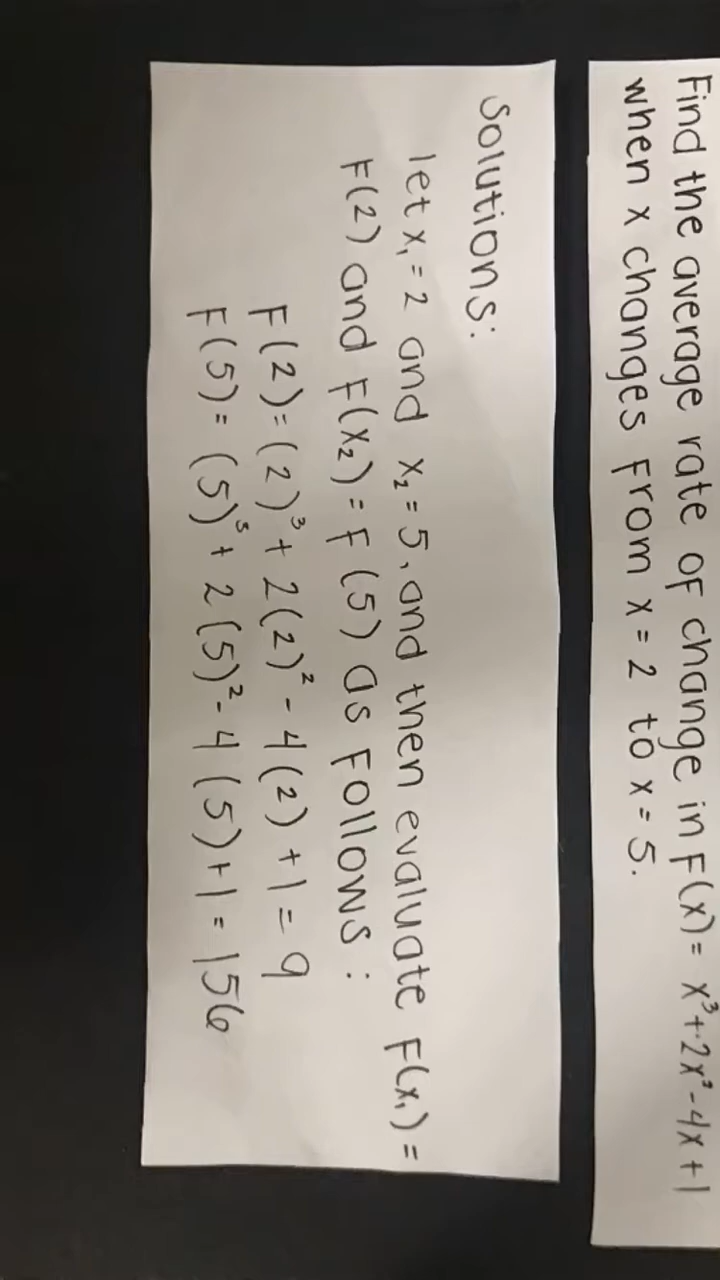 Find the average rate of change in F(x) = x³+2x²-4x+1
when x changes from x = 2 to x = 5.
Solutions:
let x₁ = 2 and x₂ = 5, and then evaluate F(x₁) =
F(2) and F(x₂) = F(5) as follows:
F(2) = (2)³ + 2(2)² - 4(2) + 1 = 9
F(5) = (5)³ + 2(5)² - 4(5) + 1 = 156